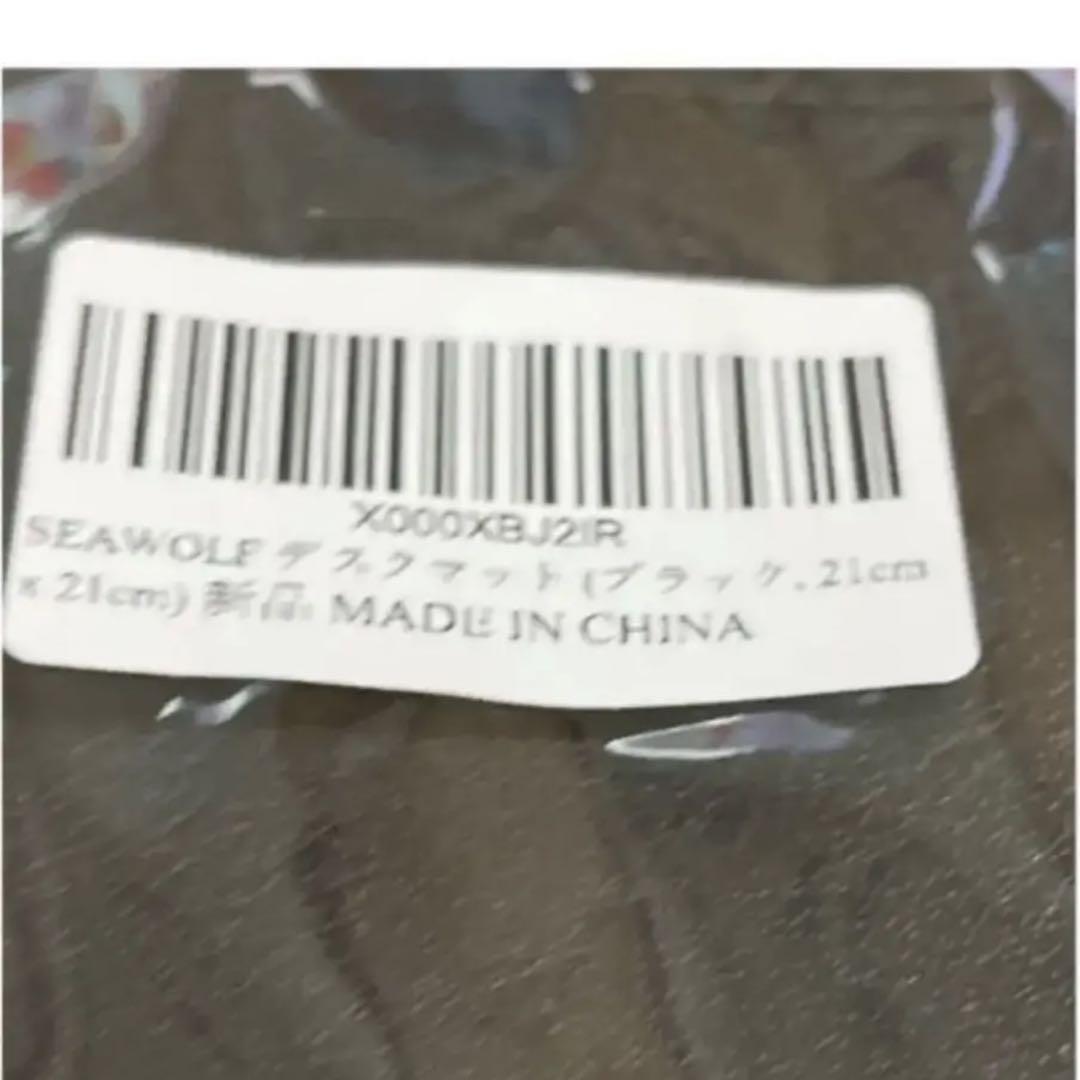 X000XBJ2IR
SEAWOLF デスクマット (ブラック, 21cm
x 21cm) 新品 MADE IN CHINA